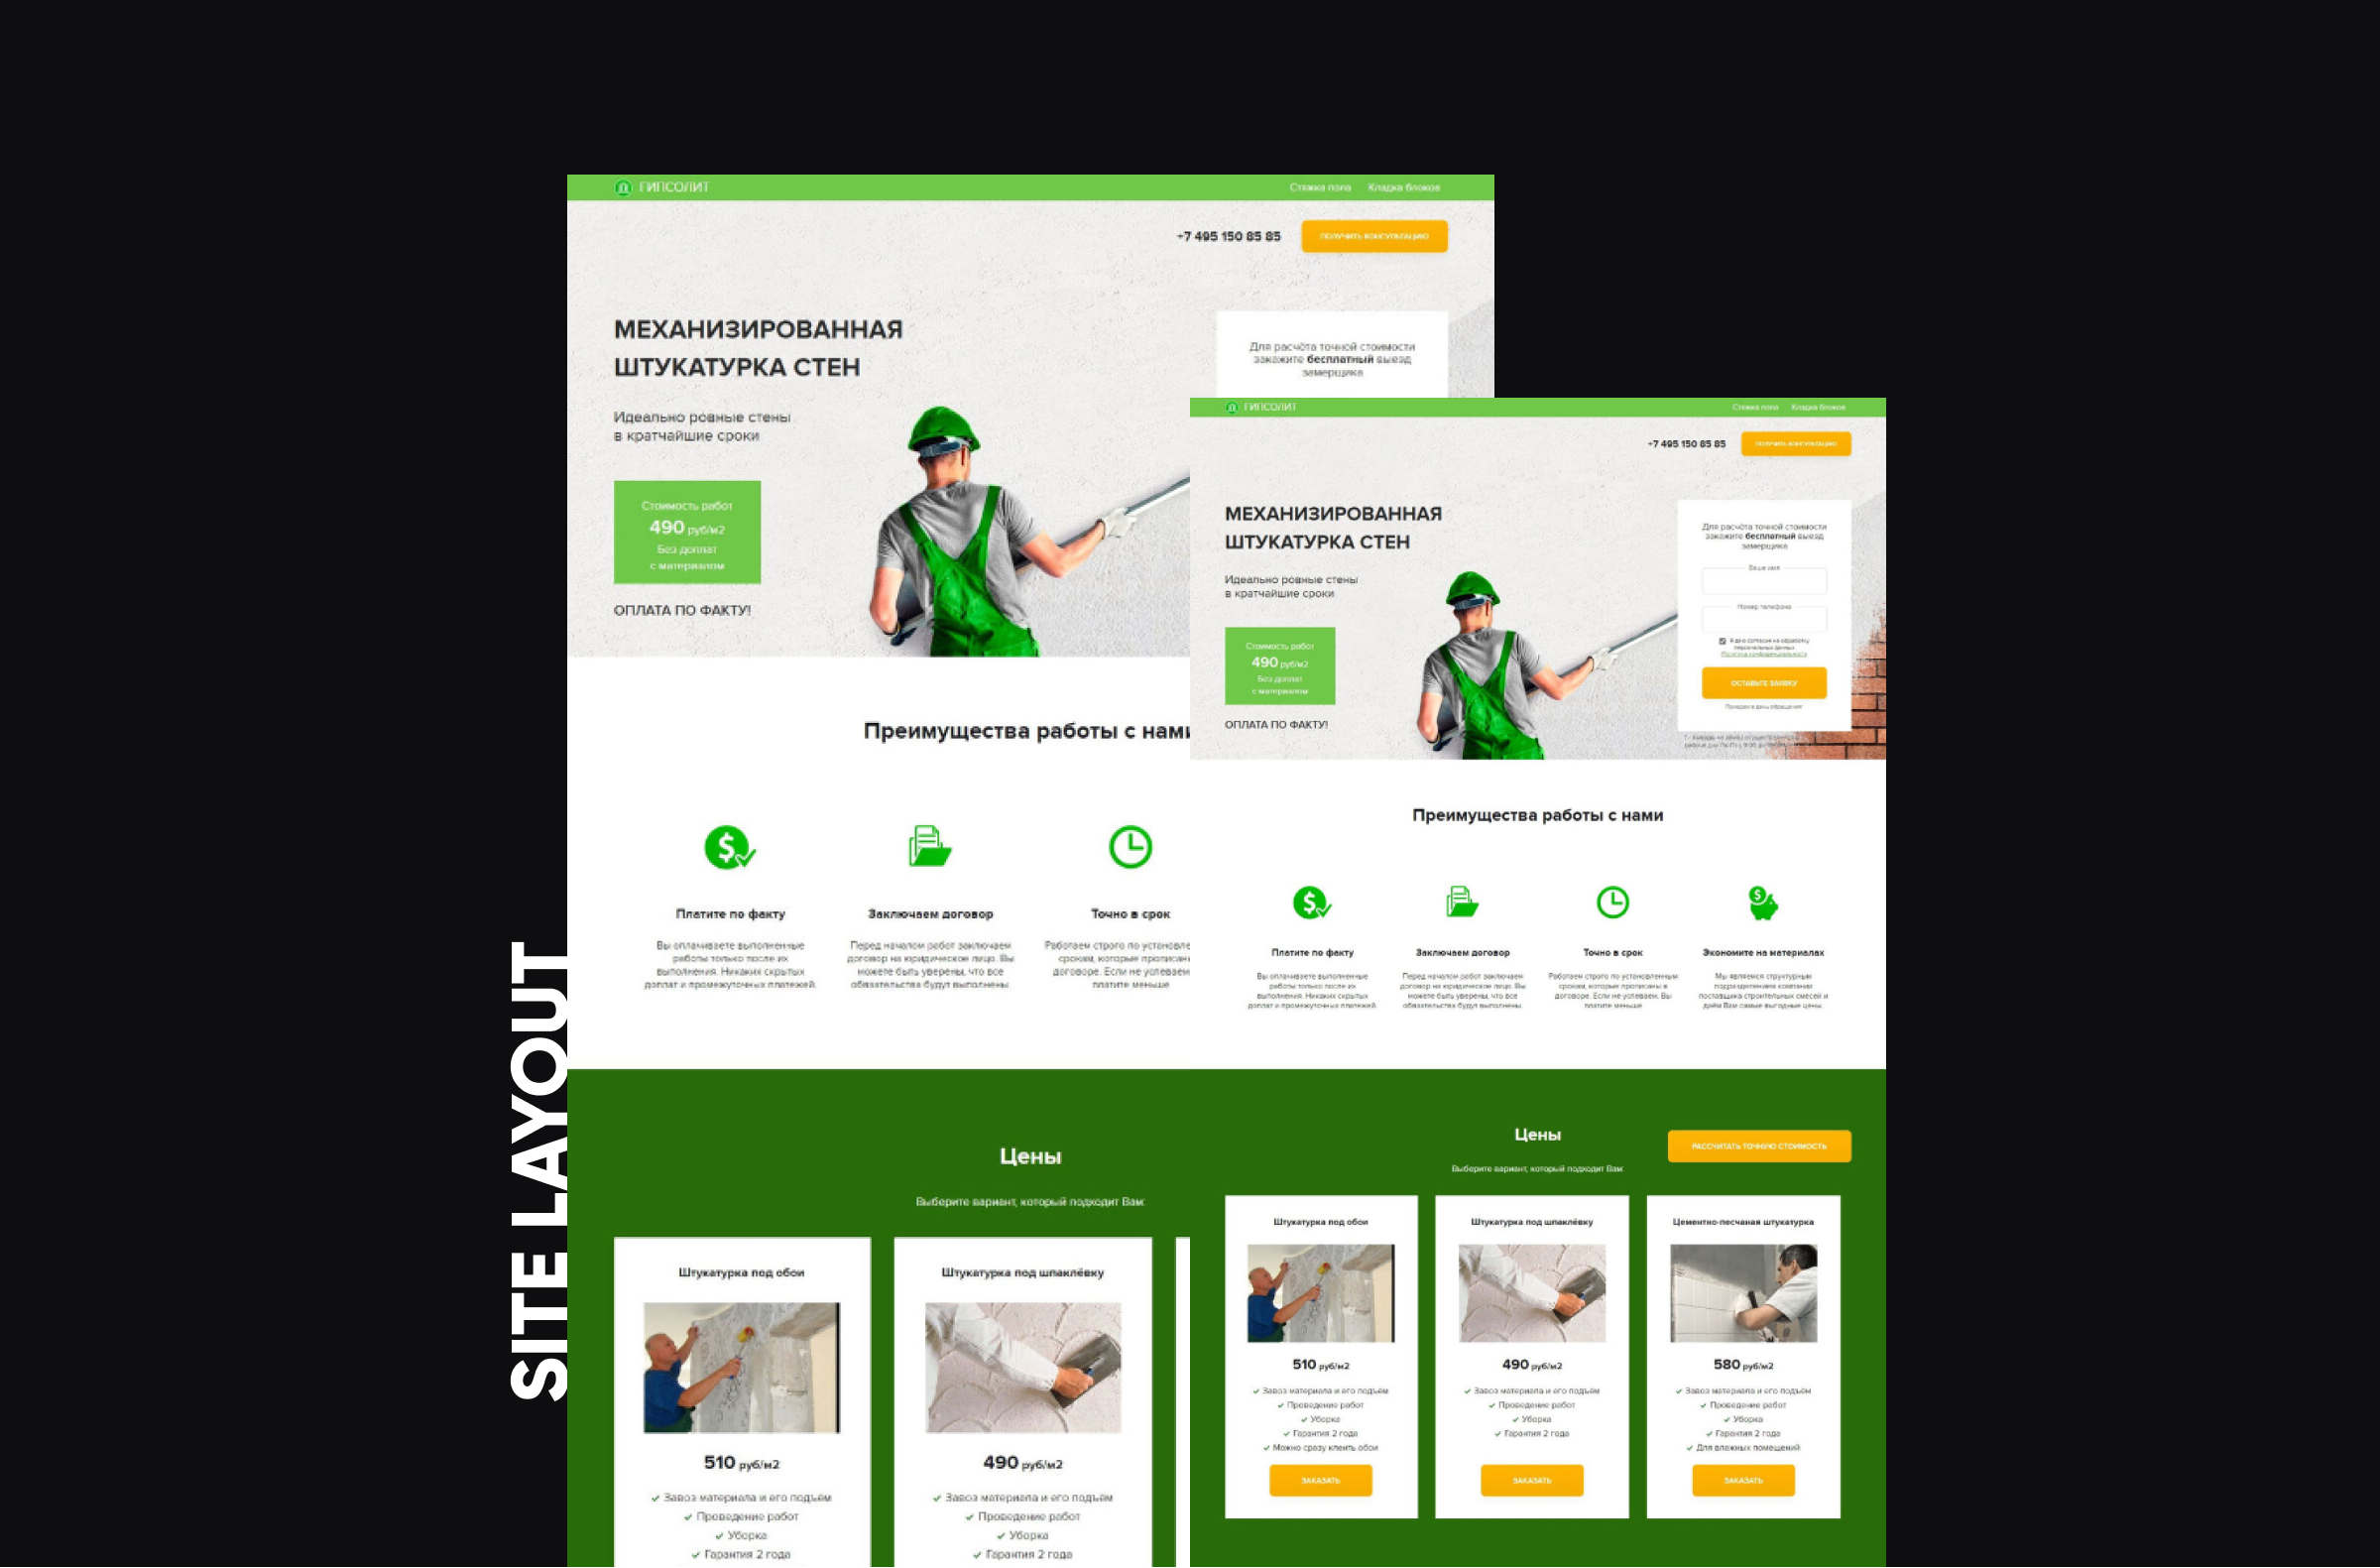 SITE LAYOUT
ГИПСОЛИТ
Стяжка пола
Кладка блоков
+7 495 150 85 85
ПОЛУЧИТЬ КОНСУЛЬТАЦИЮ
МЕХАНИЗИРОВАННАЯ
ШТУКАТУРКА СТЕН
Для расчёта точной стоимости
закажите бесплатный выезд
замерщика
Идеально ровные стены
в кратчайшие сроки
Стоимость работ
490 руб/м2
Без доплат
с материалом
ОПЛАТА ПО ФАКТУ!
Преимущества работы с нами
Платите по факту
Вы оплачиваете выполненные
работы только после их
выполнения. Никаких скрытых
доплат и промежуточных платежей.
Заключаем договор
Перед началом работ заключаем
договор на юридическое лицо. Вы
можете быть уверены, что все
обязательства будут выполнены.
Точно в срок
Работаем строго по установле
срокам, которые прописан
договоре. Если не успеваем
платите меньше
Цены
Выберите вариант, который подходит Вам:
Штукатурка под обои
510 руб/м2
Завоз материала и его подъём
Проведение работ
Уборка
Гарантия 2 года
Штукатурка под шпаклёвку
490 руб/м2
Завоз материала и его подъём
Проведение работ
Уборка
Гарантия 2 года
ГИПСОЛИТ
Стяжка пола
Кладка блоков
+7 495 150 85 85
ПОЛУЧИТЬ КОНСУЛЬТАЦИЮ
МЕХАНИЗИРОВАННАЯ
ШТУКАТУРКА СТЕН
Идеально ровные стены
в кратчайшие сроки
Стоимость работ
490 руб/м2
Без доплат
с материалом
ОПЛАТА ПО ФАКТУ!
Для расчёта точной стоимости
закажите бесплатный выезд
замерщика
Ваше имя
Номер телефона
Я даю согласие на обработку
персональных данных
Политика конфиденциальности
ОСТАВЬТЕ ЗАЯВКУ
Приедем в день обращения!
Преимущества работы с нами
Платите по факту
Вы оплачиваете выполненные
работы только после их
выполнения. Никаких скрытых
доплат и промежуточных платежей.
Заключаем договор
Перед началом работ заключаем
договор на юридическое лицо. Вы
можете быть уверены, что все
обязательства будут выполнены.
Точно в срок
Работаем строго по установленным
срокам, которые прописаны в
договоре. Если не успеваем, Вы
платите меньше
Экономите на материалах
Мы являемся структурным
подразделением компании
поставщика строительных смесей и
даём Вам самые выгодные цены.
Цены
Выберите вариант, который подходит Вам:
РАССЧИТАТЬ ТОЧНУЮ СТОИМОСТЬ
Штукатурка под обои
510 руб/м2
Завоз материала и его подъём
Проведение работ
Уборка
Гарантия 2 года
Можно сразу клеить обои
ЗАКАЗАТЬ
Штукатурка под шпаклёвку
490 руб/м2
Завоз материала и его подъём
Проведение работ
Уборка
Гарантия 2 года
ЗАКАЗАТЬ
Цементно-песчаная штукатурка
580 руб/м2
Завоз материала и его подъём
Проведение работ
Уборка
Гарантия 2 года
Для влажных помещений
ЗАКАЗАТЬ